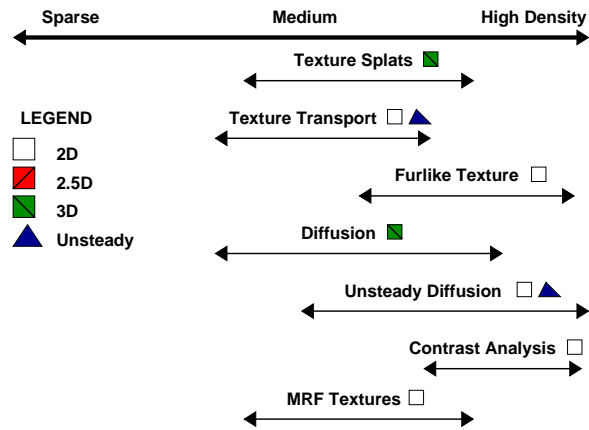 Sparse Medium High Density
Texture Splats
LEGEND
Texture Transport
2D
2.5D
Furlike Texture
3D
Diffusion
Unsteady
Unsteady Diffusion
Contrast Analysis
MRF Textures